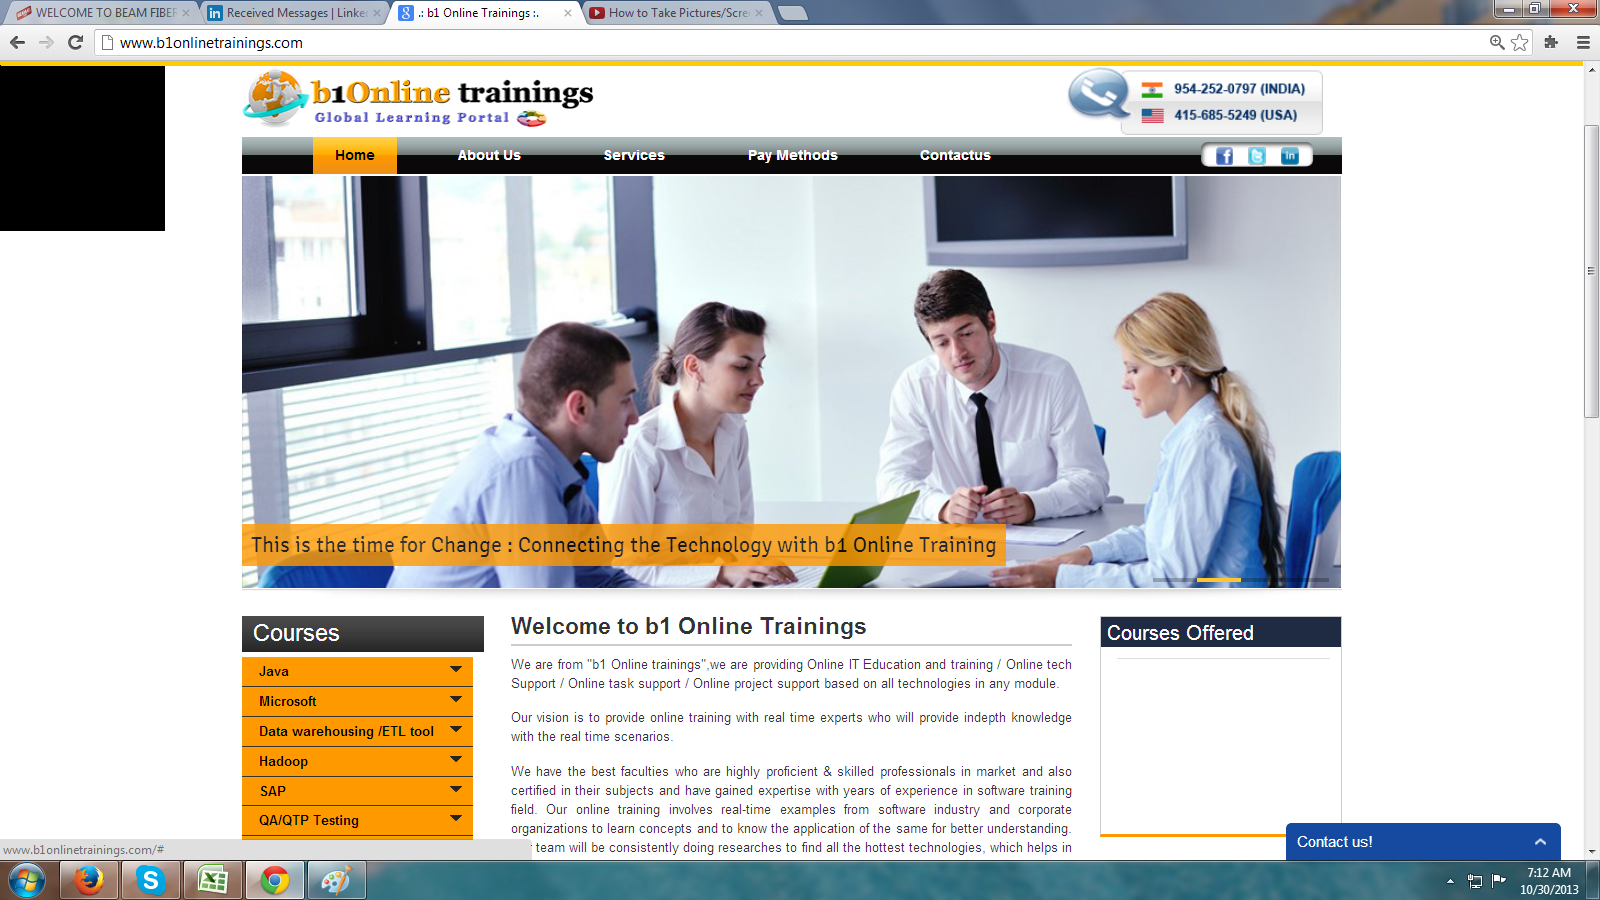 WELCOME TO BEAM FIBER
Received Messages | Linke
.: b1 Online Trainings :.
How to Take Pictures/Scre
www.b1onlinetrainings.com
b1Online trainings
Global Learning Portal
954-252-0797 (INDIA)
415-685-5249 (USA)
Home
About Us
Services
Pay Methods
Contactus
This is the time for Change : Connecting the Technology with b1 Online Training
Courses
Java
Microsoft
Data warehousing /ETL tool
Hadoop
SAP
QA/QTP Testing
Welcome to b1 Online Trainings
We are from "b1 Online trainings",we are providing Online IT Education and training / Online tech
Support / Online task support / Online project support based on all technologies in any module.
Our vision is to provide online training with real time experts who will provide indepth knowledge
with the real time scenarios.
We have the best faculties who are highly proficient & skilled professionals in market and also
certified in their subjects and have gained expertise with years of experience in software training
field. Our online training involves real-time examples from software industry and corporate
organizations to learn concepts and to know the application of the same for better understanding.
team will be consistently doing researches to find all the hottest technologies, which helps in
Courses Offered
Contact us!
www.b1onlinetrainings.com/#
7:12 AM
10/30/2013